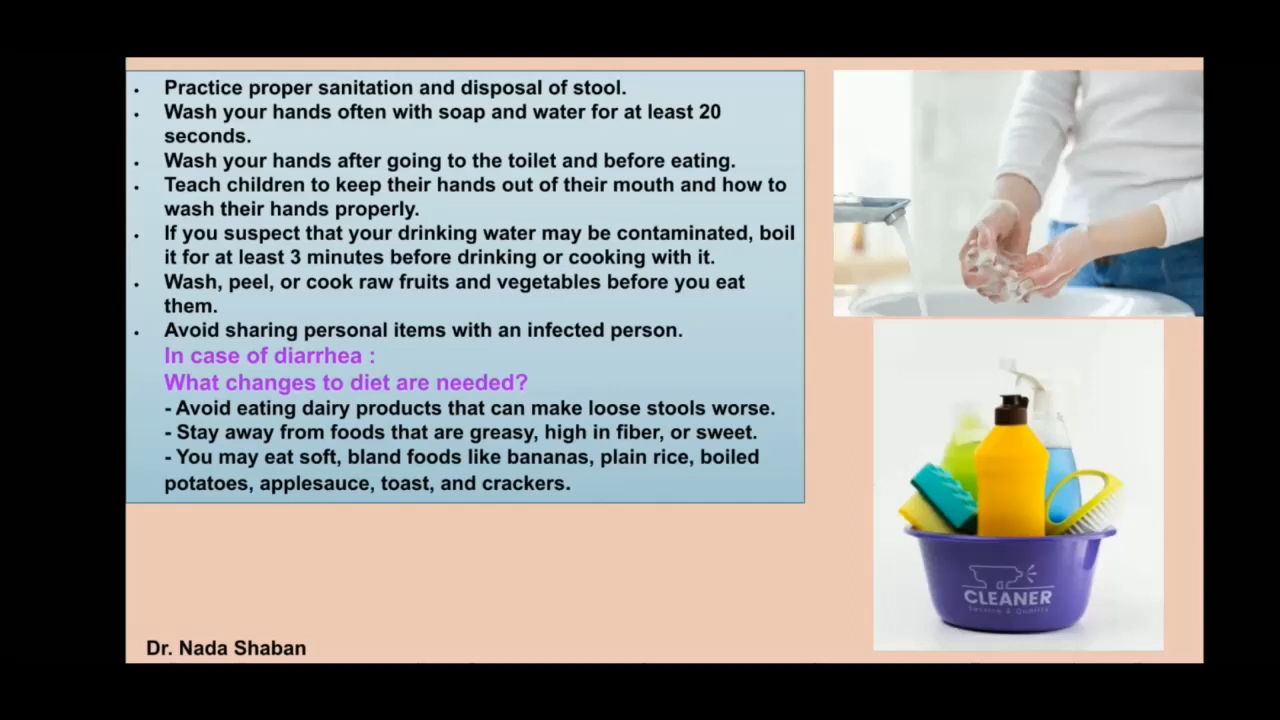 • Practice proper sanitation and disposal of stool.
• Wash your hands often with soap and water for at least 20
seconds.
• Wash your hands after going to the toilet and before eating.
• Teach children to keep their hands out of their mouth and how to
wash their hands properly.
• If you suspect that your drinking water may be contaminated, boil
it for at least 3 minutes before drinking or cooking with it.
• Wash, peel, or cook raw fruits and vegetables before you eat
them.
• Avoid sharing personal items with an infected person.
In case of diarrhea :
What changes to diet are needed?
- Avoid eating dairy products that can make loose stools worse.
- Stay away from foods that are greasy, high in fiber, or sweet.
- You may eat soft, bland foods like bananas, plain rice, boiled
potatoes, applesauce, toast, and crackers.
CLEANER
Service & Quality
Dr. Nada Shaban